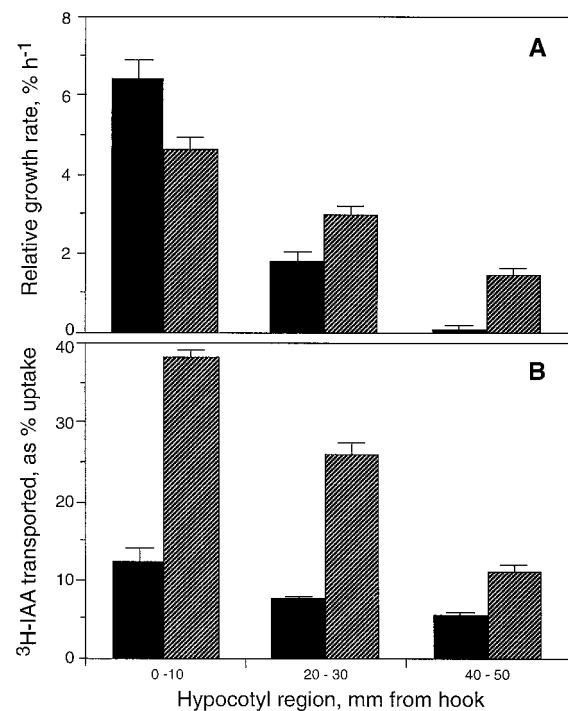 8
A
6
4
2
0
Relative growth rate, % h-1
40
B
30
20
10
0
³H-IAA transported, as % uptake
0 -10 20 - 30 40 - 50
Hypocotyl region, mm from hook